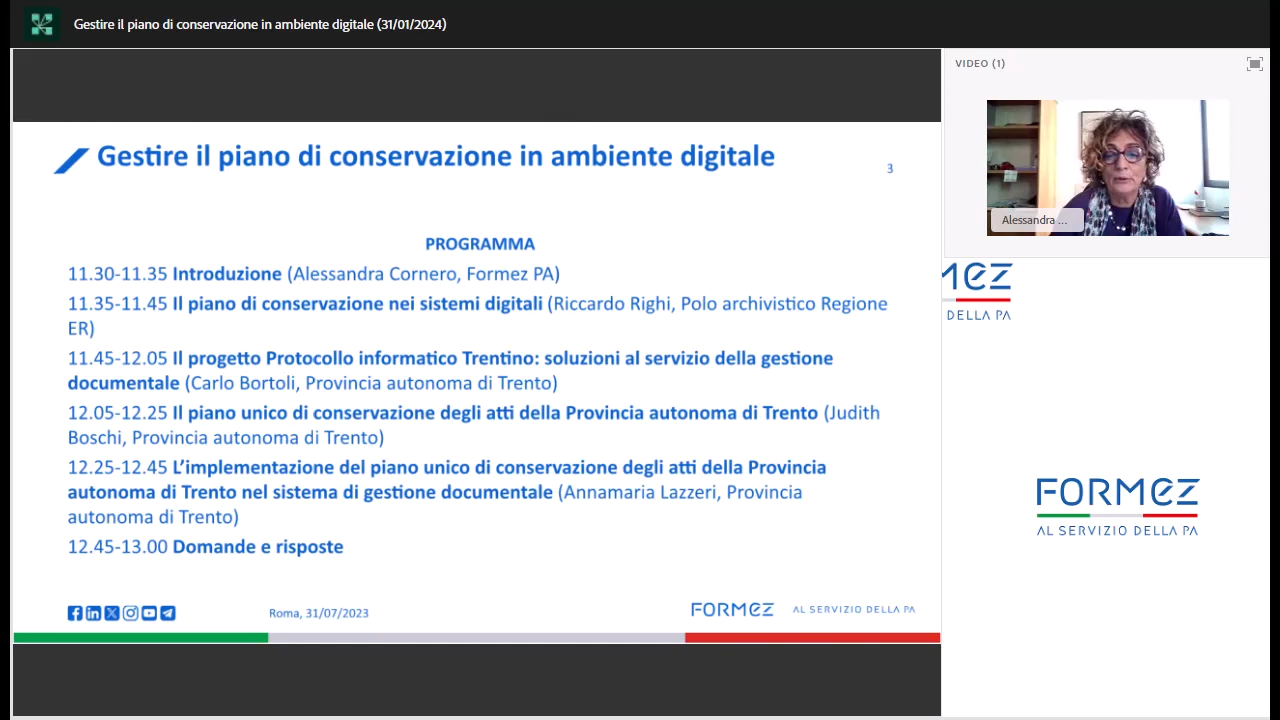 Gestire il piano di conservazione in ambiente digitale (31/01/2024)
VIDEO (1)
Alessandra ...
Gestire il piano di conservazione in ambiente digitale
3
PROGRAMMA
11.30-11.35 Introduzione (Alessandra Cornero, Formez PA)
11.35-11.45 Il piano di conservazione nei sistemi digitali (Riccardo Righi, Polo archivistico Regione
ER)
11.45-12.05 Il progetto Protocollo informatico Trentino: soluzioni al servizio della gestione
documentale (Carlo Bortoli, Provincia autonoma di Trento)
12.05-12.25 Il piano unico di conservazione degli atti della Provincia autonoma di Trento (Judith
Boschi, Provincia autonoma di Trento)
12.25-12.45 L’implementazione del piano unico di conservazione degli atti della Provincia
autonoma di Trento nel sistema di gestione documentale (Annamaria Lazzeri, Provincia
autonoma di Trento)
12.45-13.00 Domande e risposte
Roma, 31/07/2023
FORMEZ AL SERVIZIO DELLA PA
MEZ
DELLA PA
FORMEZ
AL SERVIZIO DELLA PA